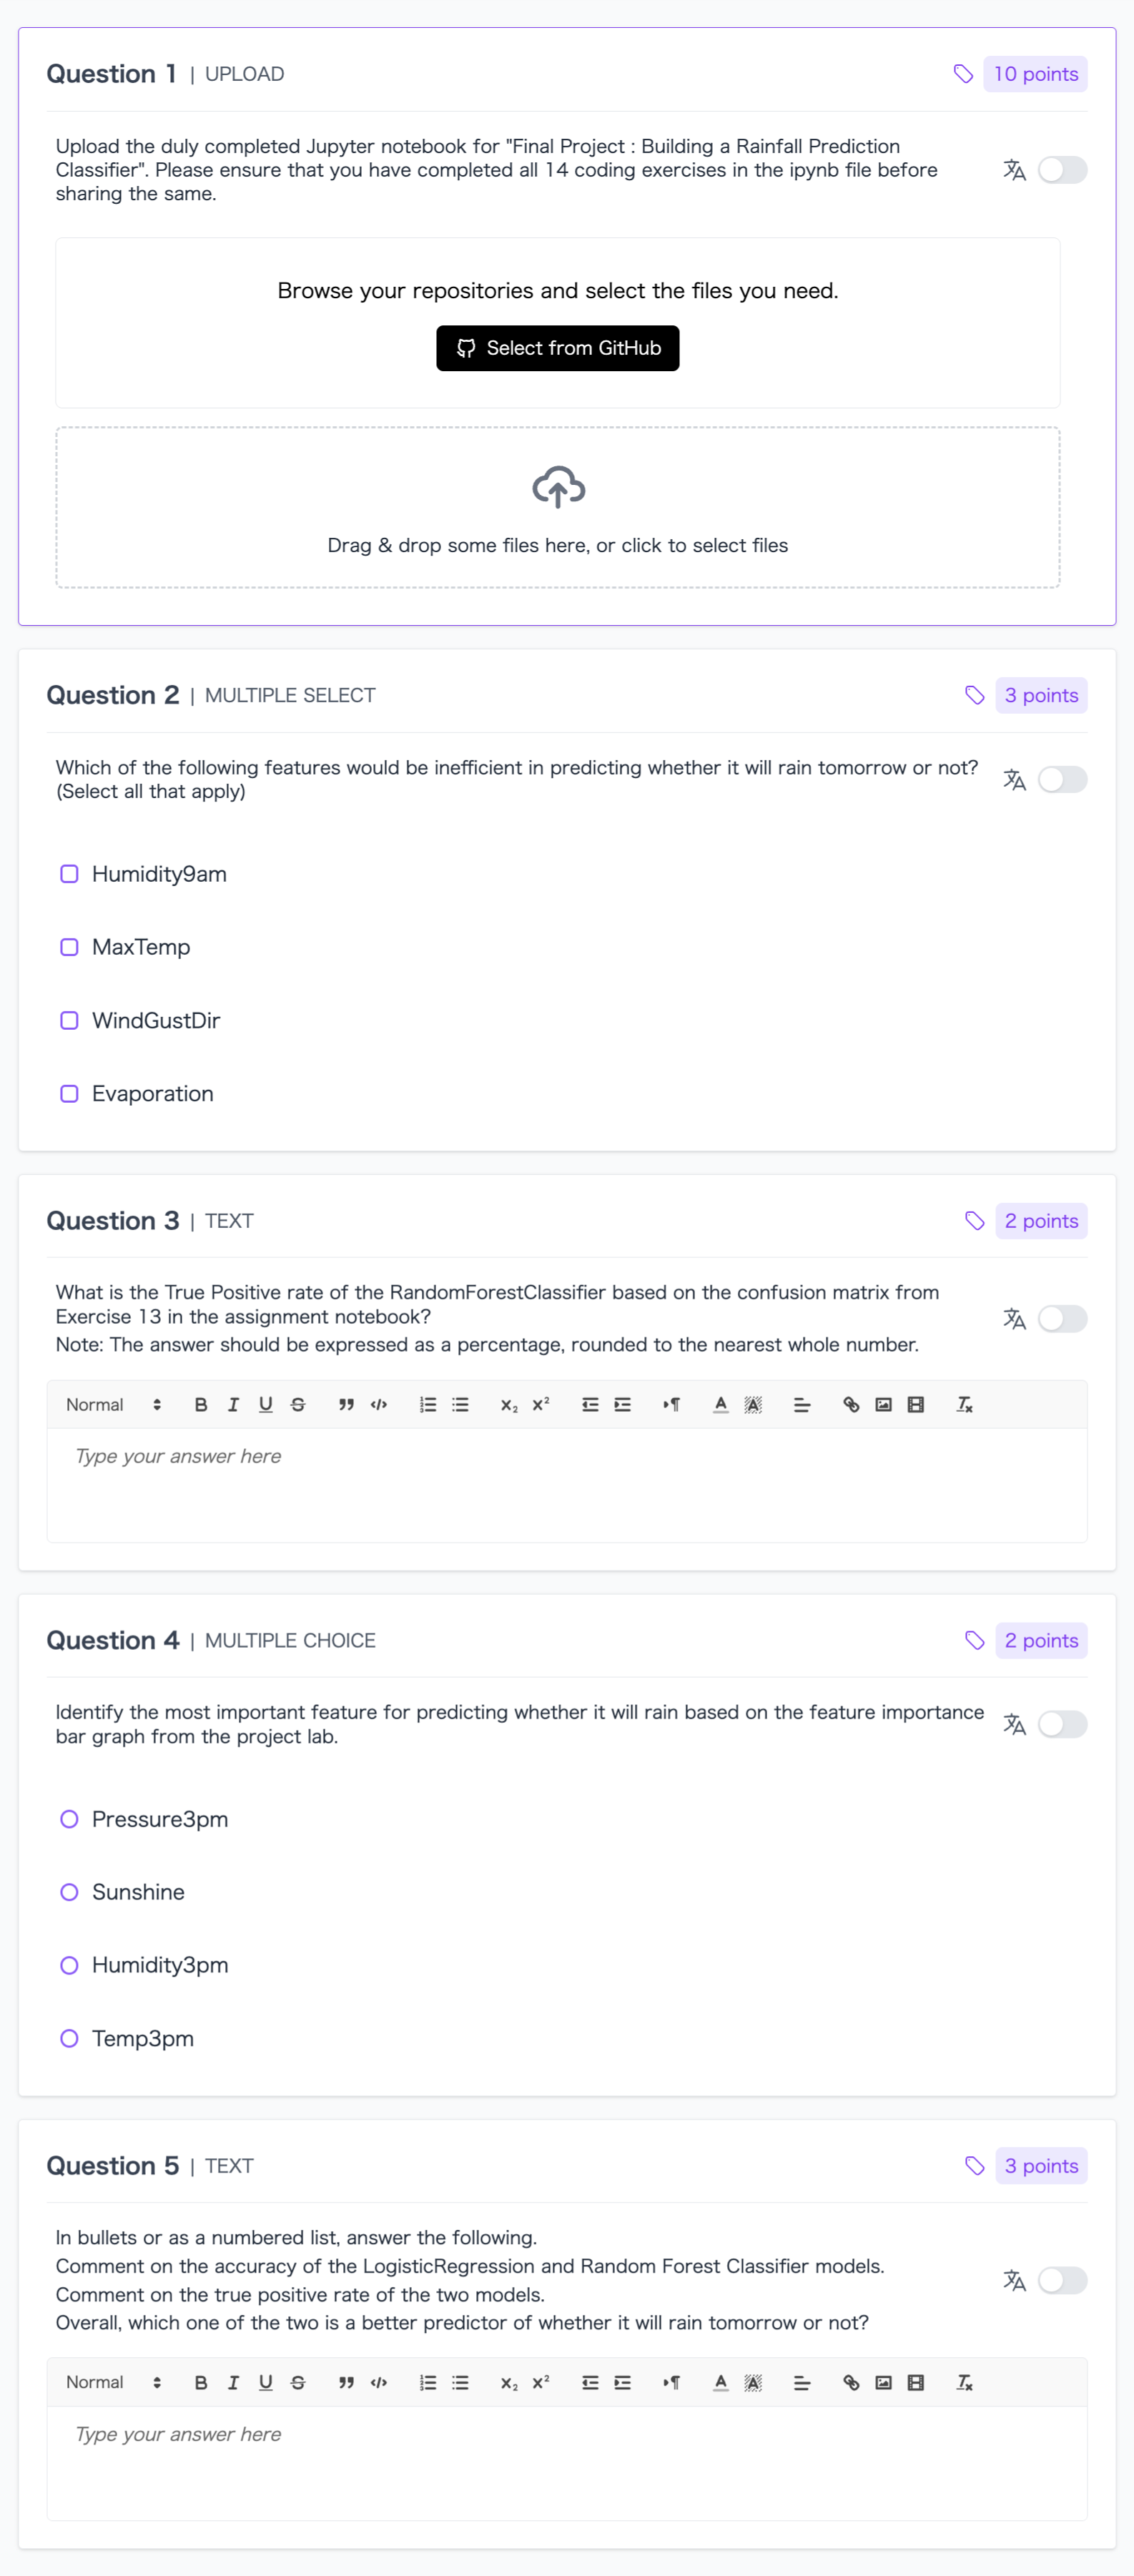 Question 1 | UPLOAD
10 points
Upload the duly completed Jupyter notebook for "Final Project : Building a Rainfall Prediction
Classifier". Please ensure that you have completed all 14 coding exercises in the ipynb file before
sharing the same.
Browse your repositories and select the files you need.
Select from GitHub
Drag & drop some files here, or click to select files
Question 2 | MULTIPLE SELECT
3 points
Which of the following features would be inefficient in predicting whether it will rain tomorrow or not?
(Select all that apply)
Humidity9am
MaxTemp
WindGustDir
Evaporation
Question 3 | TEXT
2 points
What is the True Positive rate of the RandomForestClassifier based on the confusion matrix from
Exercise 13 in the assignment notebook?
Note: The answer should be expressed as a percentage, rounded to the nearest whole number.
Normal
Type your answer here
Question 4 | MULTIPLE CHOICE
2 points
Identify the most important feature for predicting whether it will rain based on the feature importance
bar graph from the project lab.
Pressure3pm
Sunshine
Humidity3pm
Temp3pm
Question 5 | TEXT
3 points
In bullets or as a numbered list, answer the following.
Comment on the accuracy of the LogisticRegression and Random Forest Classifier models.
Comment on the true positive rate of the two models.
Overall, which one of the two is a better predictor of whether it will rain tomorrow or not?
Normal
Type your answer here